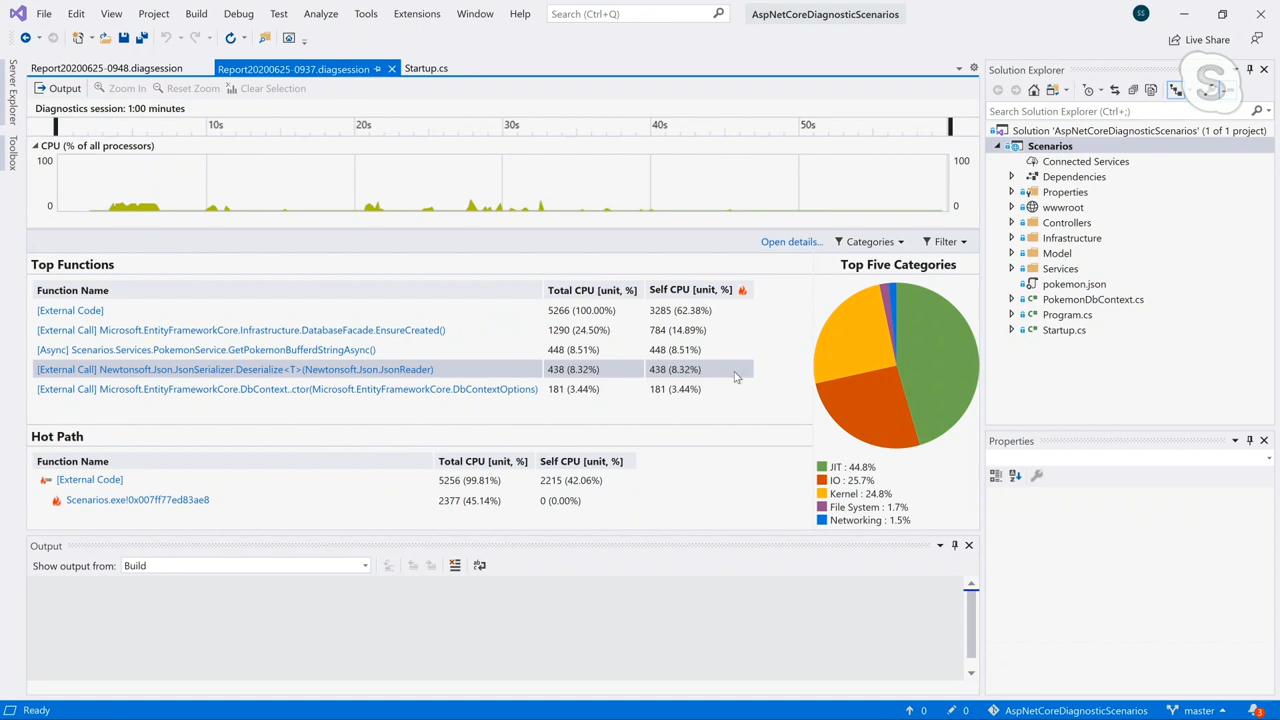 File Edit View Project Build Debug Test Analyze Tools Extensions Window Help Search (Ctrl+Q) AspNetCoreDiagnosticScenarios SS
Live Share
Report20200625-0948.diagsession Report20200625-0937.diagsession Startup.cs
Output Zoom In Reset Zoom Clear Selection
Diagnostics session: 1:00 minutes
10s 20s 30s 40s 50s
CPU (% of all processors)
100 100
0 0
Open details... Categories Filter
Top Functions
Function Name Total CPU [unit, %] Self CPU [unit, %]
[External Code] 5266 (100.00%) 3285 (62.38%)
[External Call] Microsoft.EntityFrameworkCore.Infrastructure.DatabaseFacade.EnsureCreated() 1290 (24.50%) 784 (14.89%)
[Async] Scenarios.Services.PokemonService.GetPokemonBufferdStringAsync() 448 (8.51%) 448 (8.51%)
[External Call] Newtonsoft.Json.JsonSerializer.Deserialize<T>(Newtonsoft.Json.JsonReader) 438 (8.32%) 438 (8.32%)
[External Call] Microsoft.EntityFrameworkCore.DbContext..ctor(Microsoft.EntityFrameworkCore.DbContextOptions) 181 (3.44%) 181 (3.44%)
Top Five Categories
JIT : 44.8%
IO : 25.7%
Kernel : 24.8%
File System : 1.7%
Networking : 1.5%
Hot Path
Function Name Total CPU [unit, %] Self CPU [unit, %]
[External Code] 5256 (99.81%) 2215 (42.06%)
Scenarios.exe!0x007ff77ed83ae8 2377 (45.14%) 0 (0.00%)
Output
Show output from: Build
Server Explorer
Toolbox
Solution Explorer
S
Search Solution Explorer (Ctrl+;)
Solution 'AspNetCoreDiagnosticScenarios' (1 of 1 project)
Scenarios
Connected Services
Dependencies
Properties
wwwroot
Controllers
Infrastructure
Model
Services
pokemon.json
PokemonDbContext.cs
Program.cs
Startup.cs
Properties
Ready 0 0 AspNetCoreDiagnosticScenarios master 3